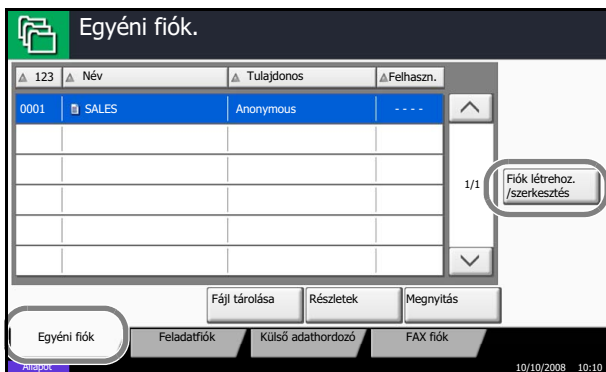 Egyéni fiók.
123 Név Tulajdonos Felhaszn.
0001 SALES Anonymous - - - -
1/1
Fiók létrehoz.
/szerkesztés
Fájl tárolása Részletek Megnyitás
Egyéni fiók Feladatfiók Külső adathordozó FAX fiók
Állapot 10/10/2008 10:10